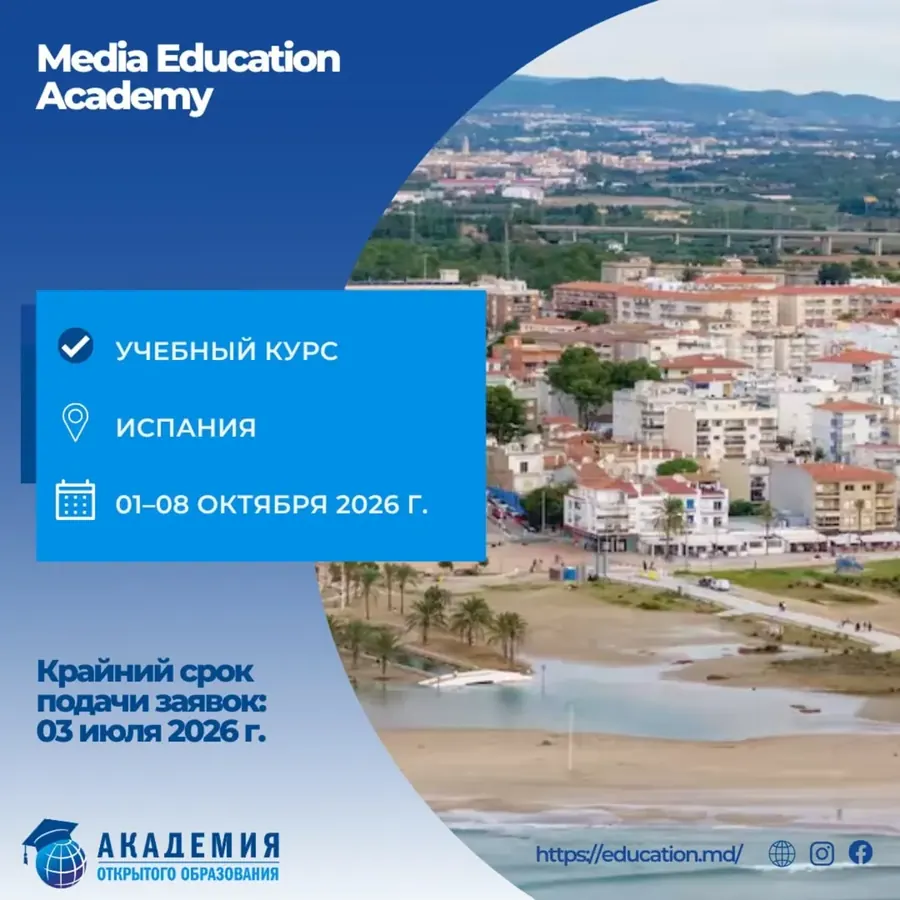 Media Education
Academy
УЧЕБНЫЙ КУРС
ИСПАНИЯ
01–08 ОКТЯБРЯ 2026 Г.
Крайний срок
подачи заявок:
03 июля 2026 г.
АКАДЕМИЯ
ОТКРЫТОГО ОБРАЗОВАНИЯ
https://education.md/